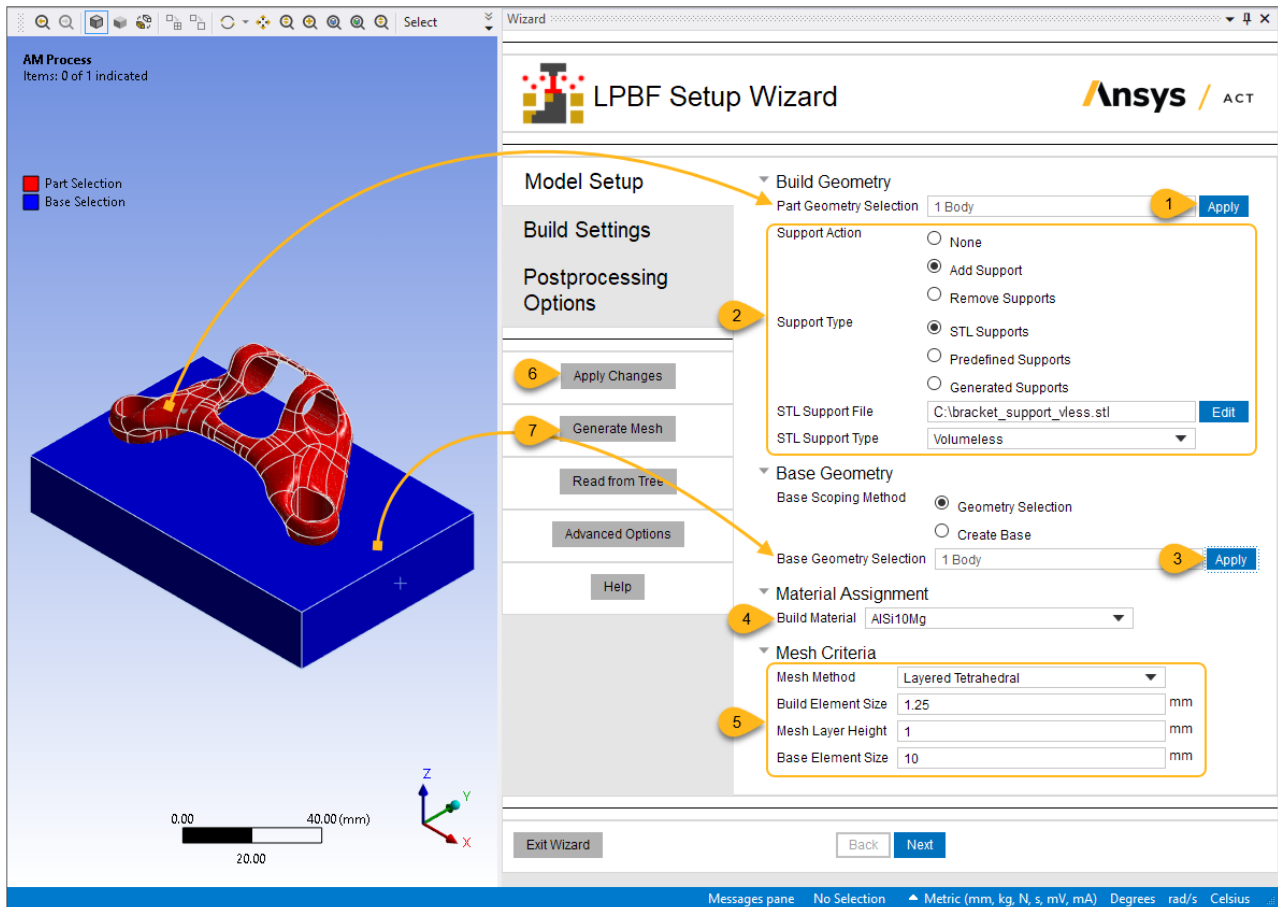 Select
Wizard
AM Process
Items: 0 of 1 indicated
Part Selection
Base Selection
0.00
40.00 (mm)
20.00
Z
Y
X
LPBF Setup Wizard
Ansys / ACT
Model Setup
Build Settings
Postprocessing
Options
6
Apply Changes
7
Generate Mesh
Read from Tree
Advanced Options
Help
Build Geometry
Part Geometry Selection 1 Body 1 Apply
2
Support Action
None
Add Support
Remove Supports
Support Type
STL Supports
Predefined Supports
Generated Supports
STL Support File C:\bracket_support_vless.stl Edit
STL Support Type Volumeless
Base Geometry
Base Scoping Method
Geometry Selection
Create Base
Base Geometry Selection 1 Body 3 Apply
Material Assignment
4 Build Material AlSi10Mg
Mesh Criteria
5
Mesh Method Layered Tetrahedral
Build Element Size 1.25 mm
Mesh Layer Height 1 mm
Base Element Size 10 mm
Exit Wizard Back Next
Messages pane No Selection Metric (mm, kg, N, s, mV, mA) Degrees rad/s Celsius